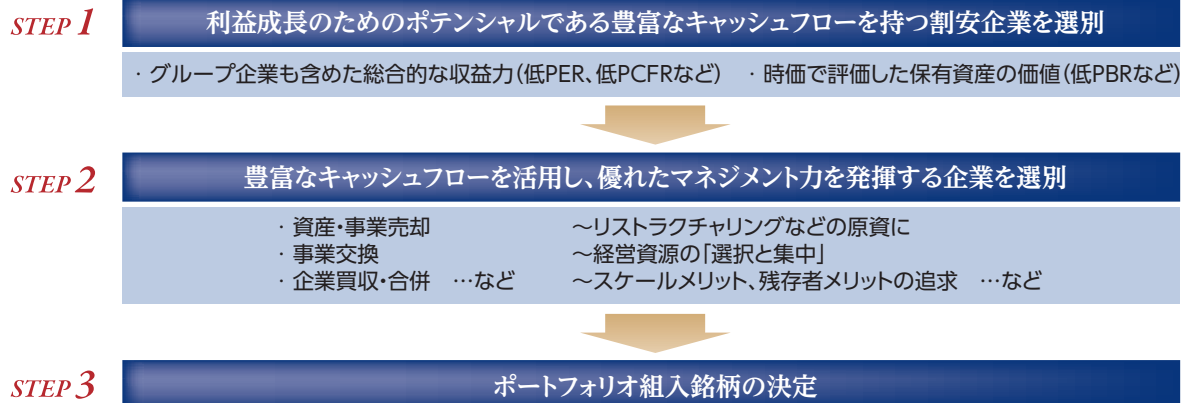 STEP 1 利益成長のためのポテンシャルである豊富なキャッシュフローを持つ割安企業を選別
・グループ企業も含めた総合的な収益力(低PER、低PCFRなど) ・時価で評価した保有資産の価値(低PBRなど)
STEP 2 豊富なキャッシュフローを活用し、優れたマネジメント力を発揮する企業を選別
・資産・事業売却 ～リストラクチャリングなどの原資に
・事業交換 ～経営資源の「選択と集中」
・企業買収・合併 …など ～スケールメリット、残存者メリットの追求 …など
STEP 3 ポートフォリオ組入銘柄の決定